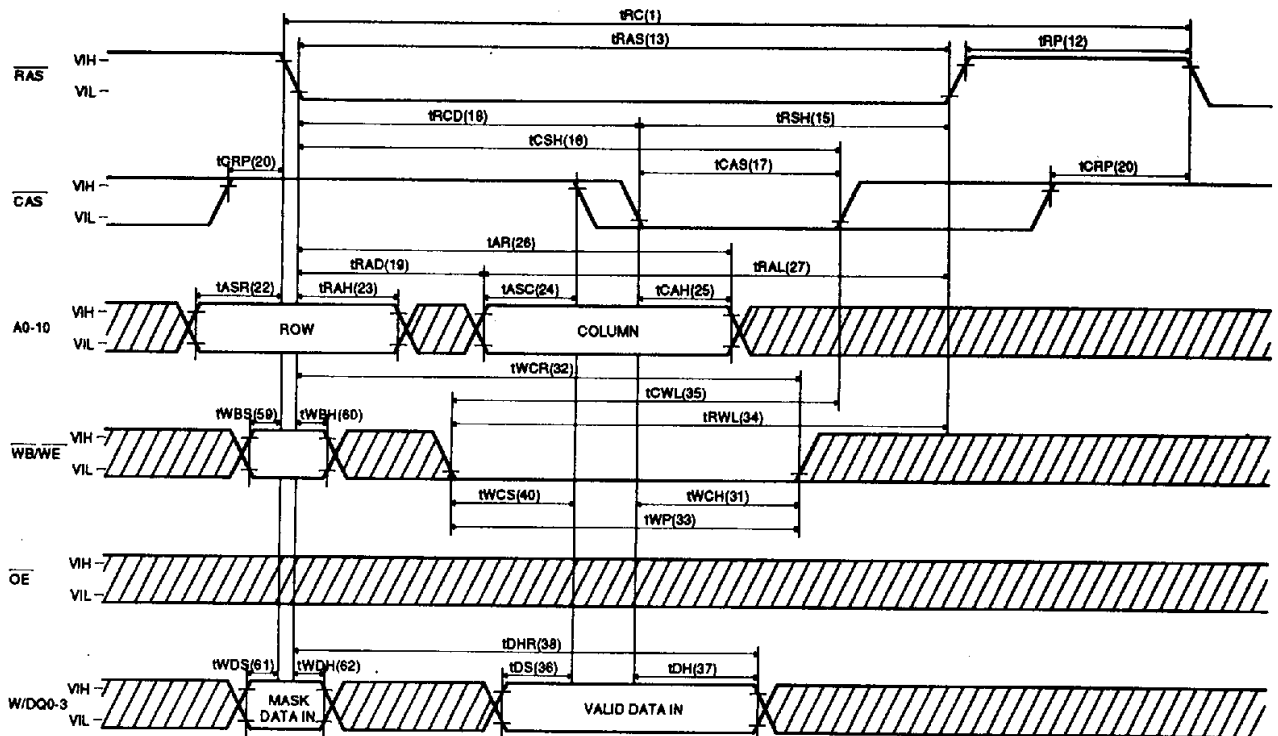 tRC(1)
tRAS(13)
tRP(12)
RAS
VIH
VIL
tRCD(18)
tRSH(15)
tCSH(16)
tCRP(20)
tCAS(17)
tCRP(20)
CAS
VIH
VIL
tAR(26)
tRAD(19)
tRAL(27)
tASR(22)
tRAH(23)
tASC(24)
tCAH(25)
A0-10
VIH
VIL
ROW
COLUMN
tWCR(32)
tCWL(35)
tWBS(59)
tWBH(60)
tRWL(34)
WB/WE
VIH
VIL
tWCS(40)
tWCH(31)
tWP(33)
OE
VIH
VIL
tDHR(38)
tWDS(61)
tWDH(62)
tDS(36)
tDH(37)
W/DQ0-3
VIH
VIL
MASK
DATA IN
VALID DATA IN